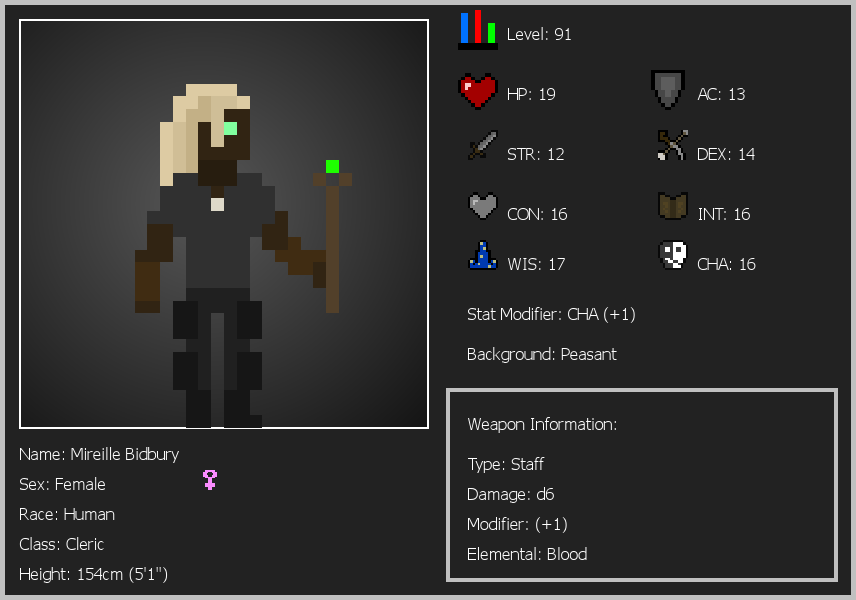 Level: 91
HP: 19
AC: 13
STR: 12
DEX: 14
CON: 16
INT: 16
WIS: 17
CHA: 16
Stat Modifier: CHA (+1)
Background: Peasant
Weapon Information:
Type: Staff
Damage: d6
Modifier: (+1)
Elemental: Blood
Name: Mireille Bidbury
Sex: Female
Race: Human
Class: Cleric
Height: 154cm (5'1")